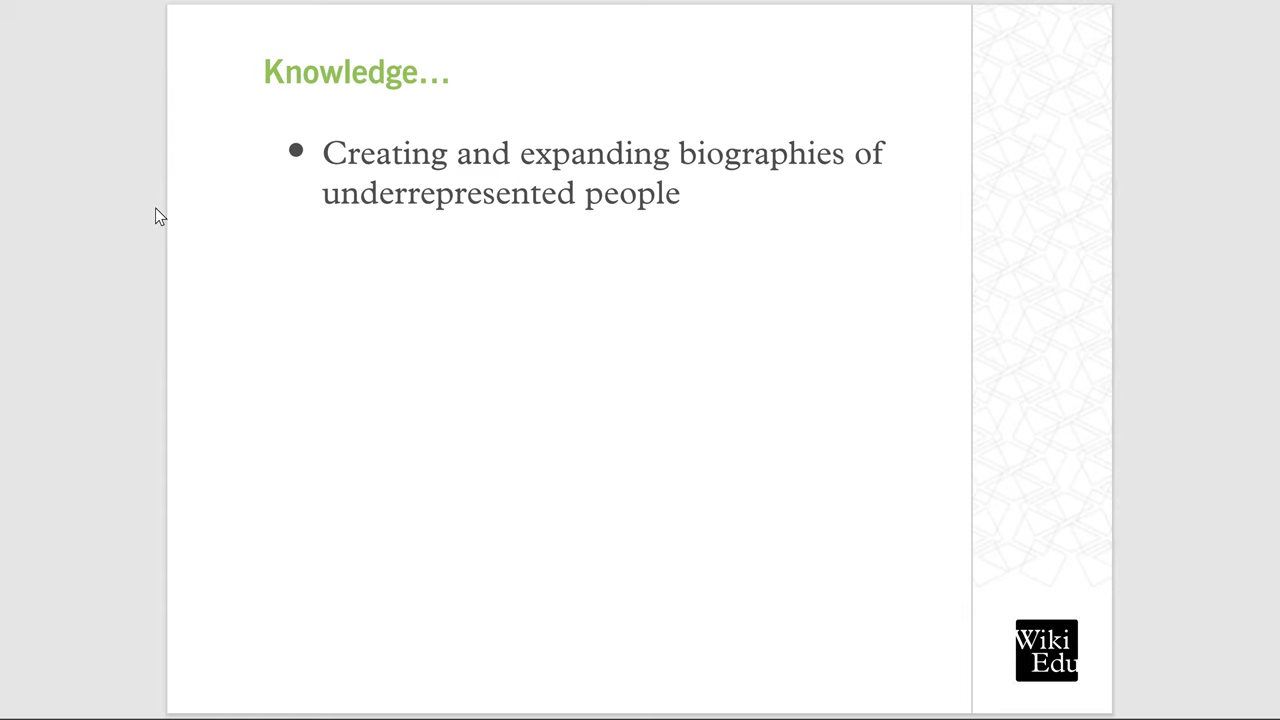 Knowledge…
• Creating and expanding biographies of
underrepresented people
Wiki
Edu